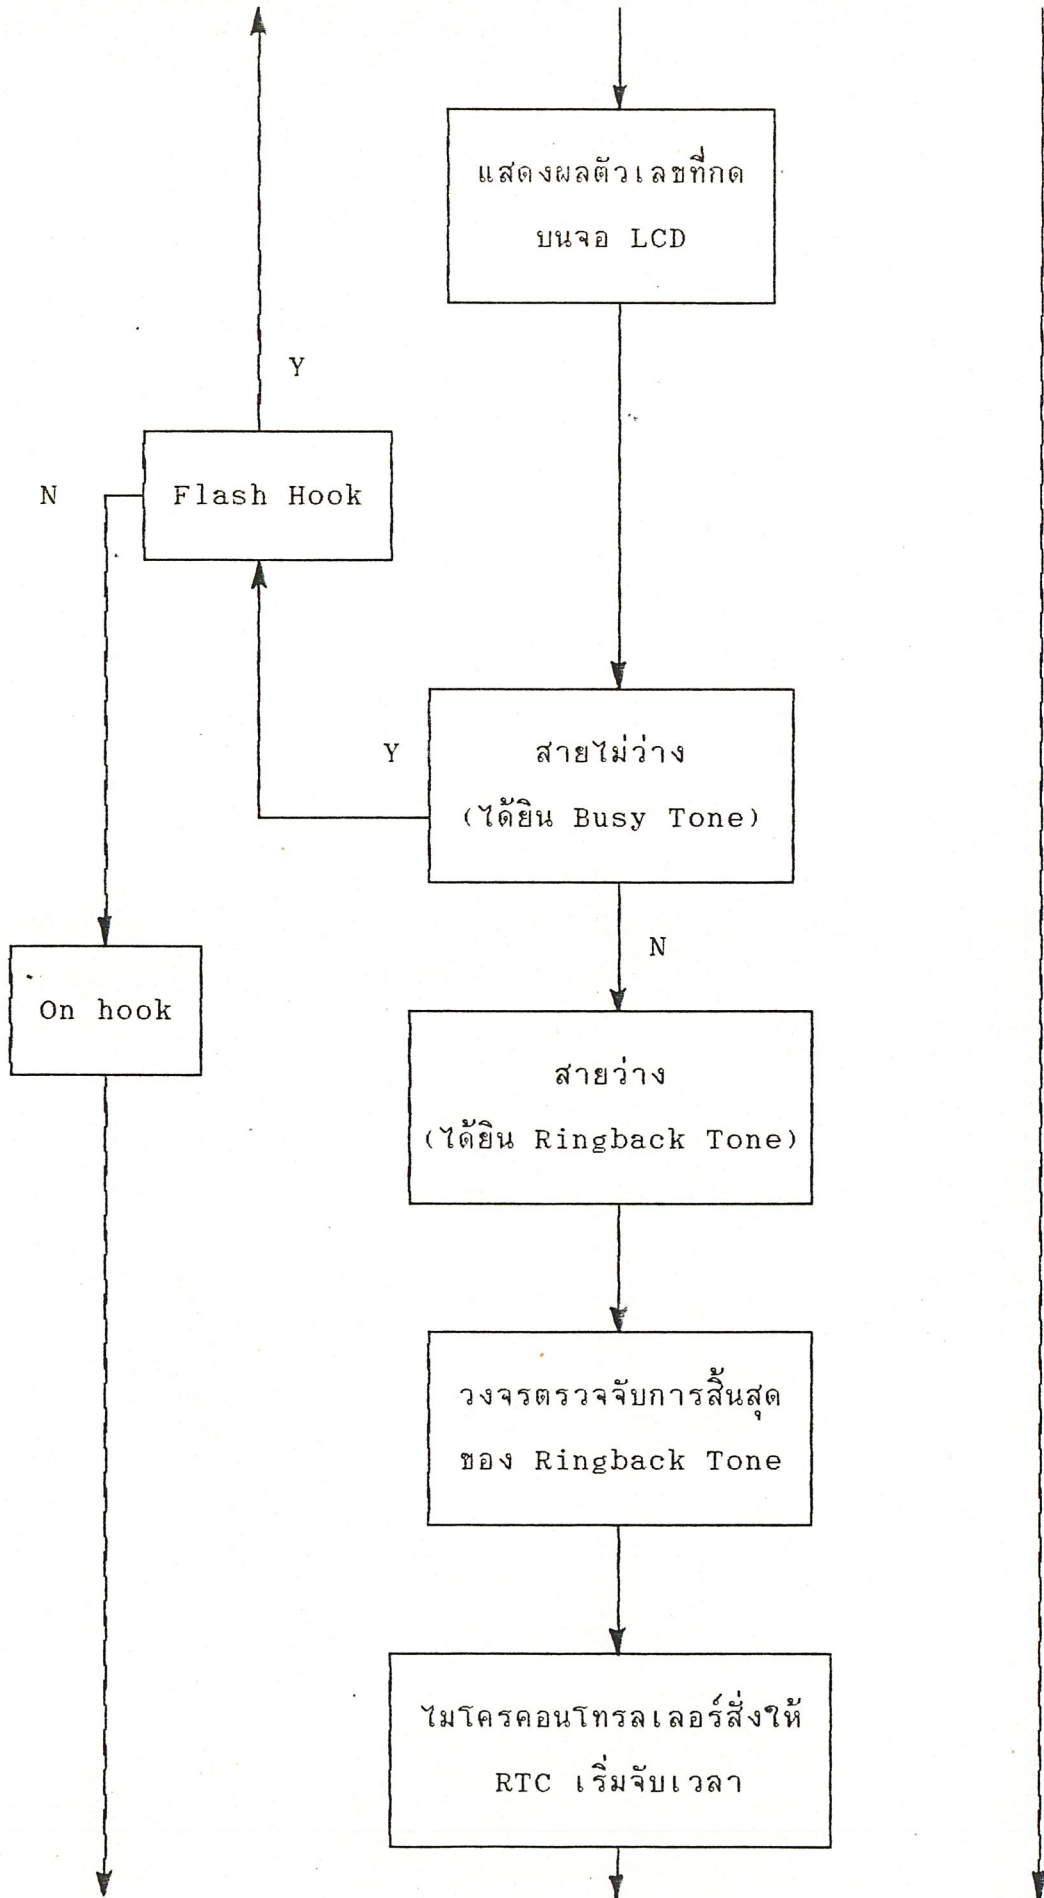 แสดงผลตัวเลขที่กด
บนจอ LCD
Y
N
Flash Hook
Y
สายไม่ว่าง
(ได้ยิน Busy Tone)
N
On hook
สายว่าง
(ได้ยิน Ringback Tone)
วงจรตรวจจับการสิ้นสุด
ของ Ringback Tone
ไมโครคอนโทรลเลอร์สั่งให้
RTC เริ่มจับเวลา